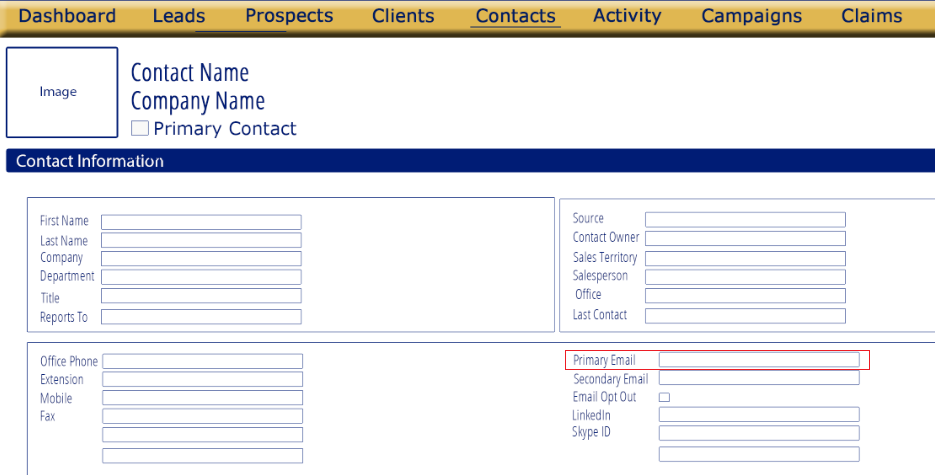 Dashboard Leads Prospects Clients Contacts Activity Campaigns Claims
Image
Contact Name
Company Name
Primary Contact
Contact Information
First Name
Last Name
Company
Department
Title
Reports To
Source
Contact Owner
Sales Territory
Salesperson
Office
Last Contact
Office Phone
Extension
Mobile
Fax
Primary Email
Secondary Email
Email Opt Out
LinkedIn
Skype ID